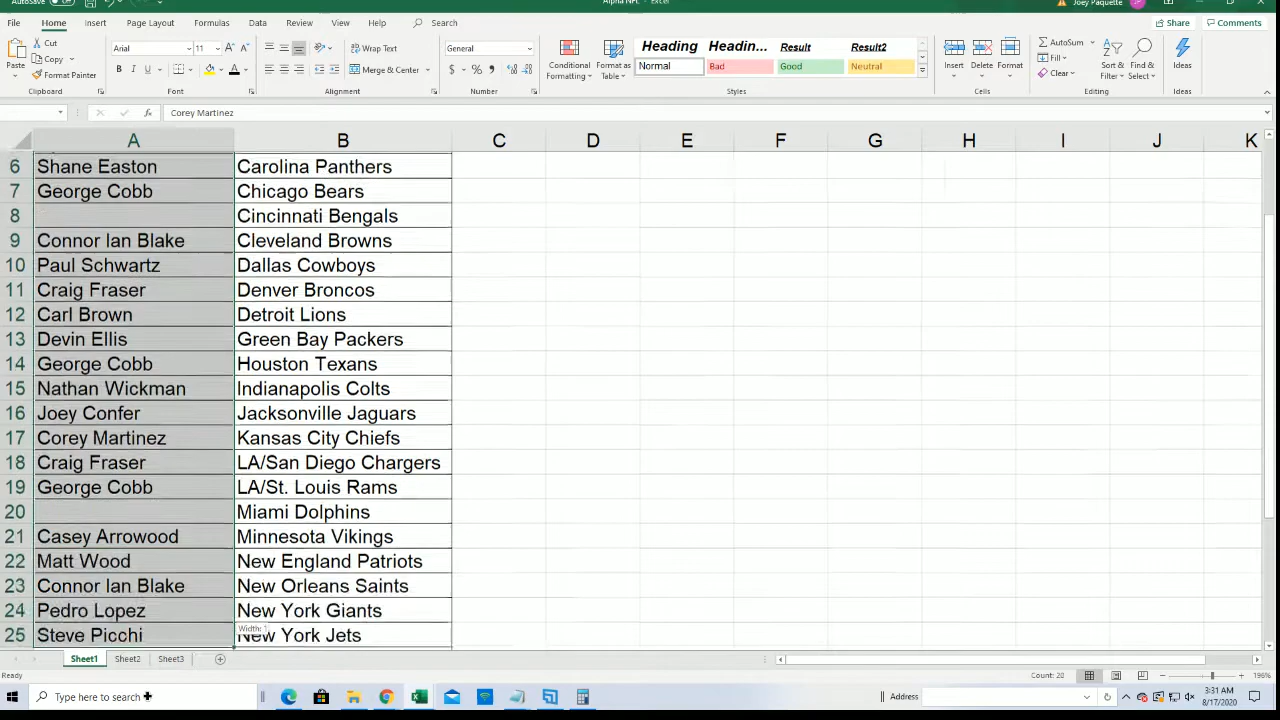 AutoSave
Alpha NFL - Excel
Joey Paquette
File Home Insert Page Layout Formulas Data Review View Help Search Share Comments
Cut
Copy
Format Painter
Paste
Arial 11
B I U
Wrap Text
Merge & Center
General
$ % ,
Conditional Formatting
Format as Table
Heading Headin... Result Result2
Normal Bad Good Neutral
Insert Delete Format
AutoSum
Fill
Clear
Sort & Filter
Find & Select
Ideas
Clipboard Font Alignment Number Styles Cells Editing Ideas
fx Corey Martinez
A B C D E F G H I J K
6 Shane Easton Carolina Panthers
7 George Cobb Chicago Bears
8 Cincinnati Bengals
9 Connor Ian Blake Cleveland Browns
10 Paul Schwartz Dallas Cowboys
11 Craig Fraser Denver Broncos
12 Carl Brown Detroit Lions
13 Devin Ellis Green Bay Packers
14 George Cobb Houston Texans
15 Nathan Wickman Indianapolis Colts
16 Joey Confer Jacksonville Jaguars
17 Corey Martinez Kansas City Chiefs
18 Craig Fraser LA/San Diego Chargers
19 George Cobb LA/St. Louis Rams
20 Miami Dolphins
21 Casey Arrowood Minnesota Vikings
22 Matt Wood New England Patriots
23 Connor Ian Blake New Orleans Saints
24 Pedro Lopez New York Giants
25 Steve Picchi New York Jets
Width: 1
Sheet1 Sheet2 Sheet3
Ready Count: 20 196%
Type here to search Address 3:31 AM
8/17/2020